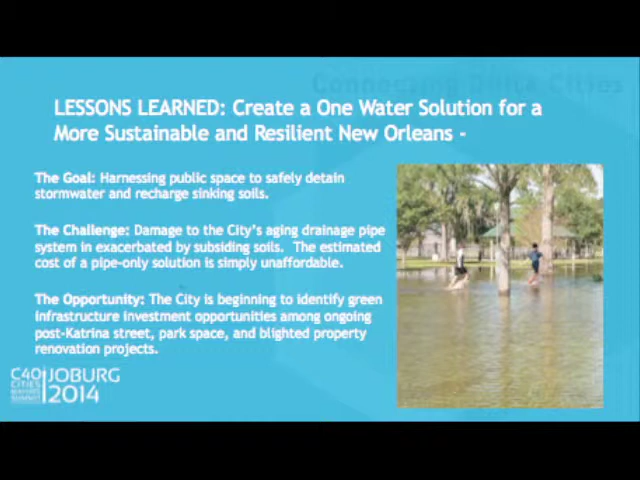 Connecting Delta Cities
LESSONS LEARNED: Create a One Water Solution for a
More Sustainable and Resilient New Orleans -
The Goal: Harnessing public space to safely detain
stormwater and recharge sinking soils.
The Challenge: Damage to the City's aging drainage pipe
system in exacerbated by subsiding soils. The estimated
cost of a pipe-only solution is simply unaffordable.
The Opportunity: The City is beginning to identify green
infrastructure investment opportunities among ongoing
post-Katrina street, park space, and blighted property
renovation projects.
C40
CITIES
SUMMIT
JOBURG
2014